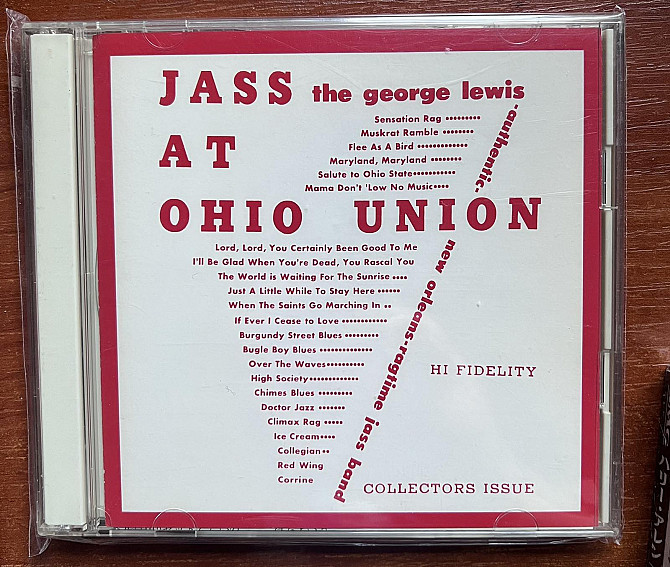 JASS the george lewis
·authentic·
Sensation Rag ··········
Muskrat Ramble ········
Flee As A Bird ·············
Maryland, Maryland ········
Salute to Ohio State···········
Mama Don't 'Low No Music····
AT
OHIO UNION
new orleans·ragtime jass band
Lord, Lord, You Certainly Been Good To Me
I'll Be Glad When You're Dead, You Rascal You
The World is Waiting For The Sunrise ····
Just A Little While To Stay Here ······
When The Saints Go Marching In ··
If Ever I Cease to Love ············
Burgundy Street Blues ·········
Bugle Boy Blues ··············
Over The Waves··········
High Society·············
Chimes Blues ·········
Doctor Jazz ·······
Climax Rag ·····
Ice Cream····
Collegian··
Red Wing
Corrine
HI FIDELITY
COLLECTORS ISSUE